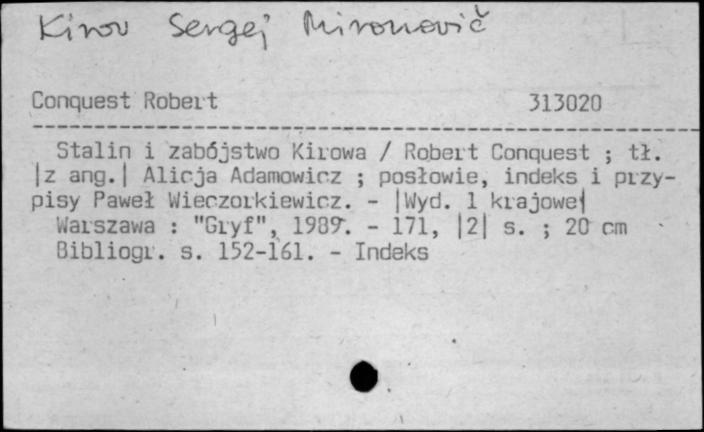 Kirov Sergej Mironovič
Conquest Robert 313020
Stalin i zabójstwo Kirowa / Robert Conquest ; tł.
|z ang.| Alicja Adamowicz ; posłowie, indeks i przy-
pisy Paweł Wieczorkiewicz. - |Wyd. 1 krajowe|
Warszawa : "Gryf", 1989. - 171, |2| s. ; 20 cm
Bibliogr. s. 152-161. - Indeks